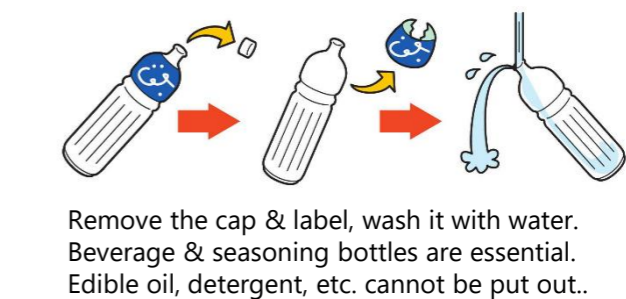 Remove the cap & label, wash it with water.
Beverage & seasoning bottles are essential.
Edible oil, detergent, etc. cannot be put out..